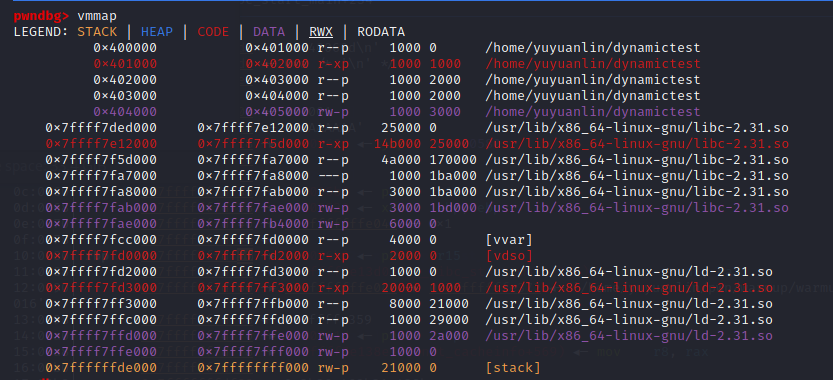 pwndbg> vmmap
LEGEND: STACK | HEAP | CODE | DATA | RWX | RODATA
0x400000 0x401000 r--p 1000 0 /home/yuyuanlin/dynamictest
0x401000 0x402000 r-xp 1000 1000 /home/yuyuanlin/dynamictest
0x402000 0x403000 r--p 1000 2000 /home/yuyuanlin/dynamictest
0x403000 0x404000 r--p 1000 2000 /home/yuyuanlin/dynamictest
0x404000 0x405000 rw-p 1000 3000 /home/yuyuanlin/dynamictest
0x7ffff7ded000 0x7ffff7e12000 r--p 25000 0 /usr/lib/x86_64-linux-gnu/libc-2.31.so
0x7ffff7e12000 0x7ffff7f5d000 r-xp 14b000 25000 /usr/lib/x86_64-linux-gnu/libc-2.31.so
0x7ffff7f5d000 0x7ffff7fa7000 r--p 4a000 170000 /usr/lib/x86_64-linux-gnu/libc-2.31.so
0x7ffff7fa7000 0x7ffff7fa8000 ---p 1000 1ba000 /usr/lib/x86_64-linux-gnu/libc-2.31.so
0x7ffff7fa8000 0x7ffff7fab000 r--p 3000 1ba000 /usr/lib/x86_64-linux-gnu/libc-2.31.so
0x7ffff7fab000 0x7ffff7fae000 rw-p 3000 1bd000 /usr/lib/x86_64-linux-gnu/libc-2.31.so
0x7ffff7fae000 0x7ffff7fb4000 rw-p 6000 0
0x7ffff7fcc000 0x7ffff7fd0000 r--p 4000 0 [vvar]
0x7ffff7fd0000 0x7ffff7fd2000 r-xp 2000 0 [vdso]
0x7ffff7fd2000 0x7ffff7fd3000 r--p 1000 0 /usr/lib/x86_64-linux-gnu/ld-2.31.so
0x7ffff7fd3000 0x7ffff7ff3000 r-xp 20000 1000 /usr/lib/x86_64-linux-gnu/ld-2.31.so
0x7ffff7ff3000 0x7ffff7ffb000 r--p 8000 21000 /usr/lib/x86_64-linux-gnu/ld-2.31.so
0x7ffff7ffc000 0x7ffff7ffd000 r--p 1000 29000 /usr/lib/x86_64-linux-gnu/ld-2.31.so
0x7ffff7ffd000 0x7ffff7ffe000 rw-p 1000 2a000 /usr/lib/x86_64-linux-gnu/ld-2.31.so
0x7ffff7ffe000 0x7ffff7fff000 rw-p 1000 0
0x7ffffffde000 0x7ffffffff000 rw-p 21000 0 [stack]